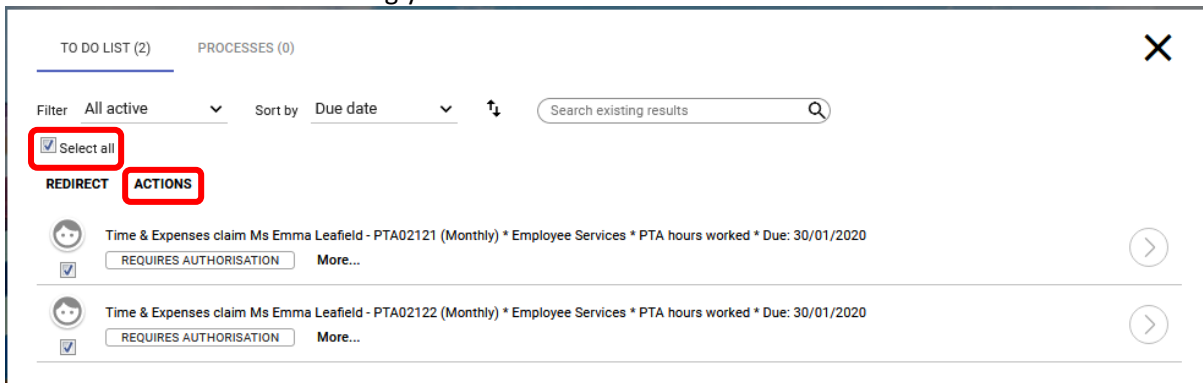 TO DO LIST (2) PROCESSES (0)
Filter All active Sort by Due date Search existing results
Select all
REDIRECT ACTIONS
Time & Expenses claim Ms Emma Leafield - PTA02121 (Monthly) * Employee Services * PTA hours worked * Due: 30/01/2020
REQUIRES AUTHORISATION More...
Time & Expenses claim Ms Emma Leafield - PTA02122 (Monthly) * Employee Services * PTA hours worked * Due: 30/01/2020
REQUIRES AUTHORISATION More...